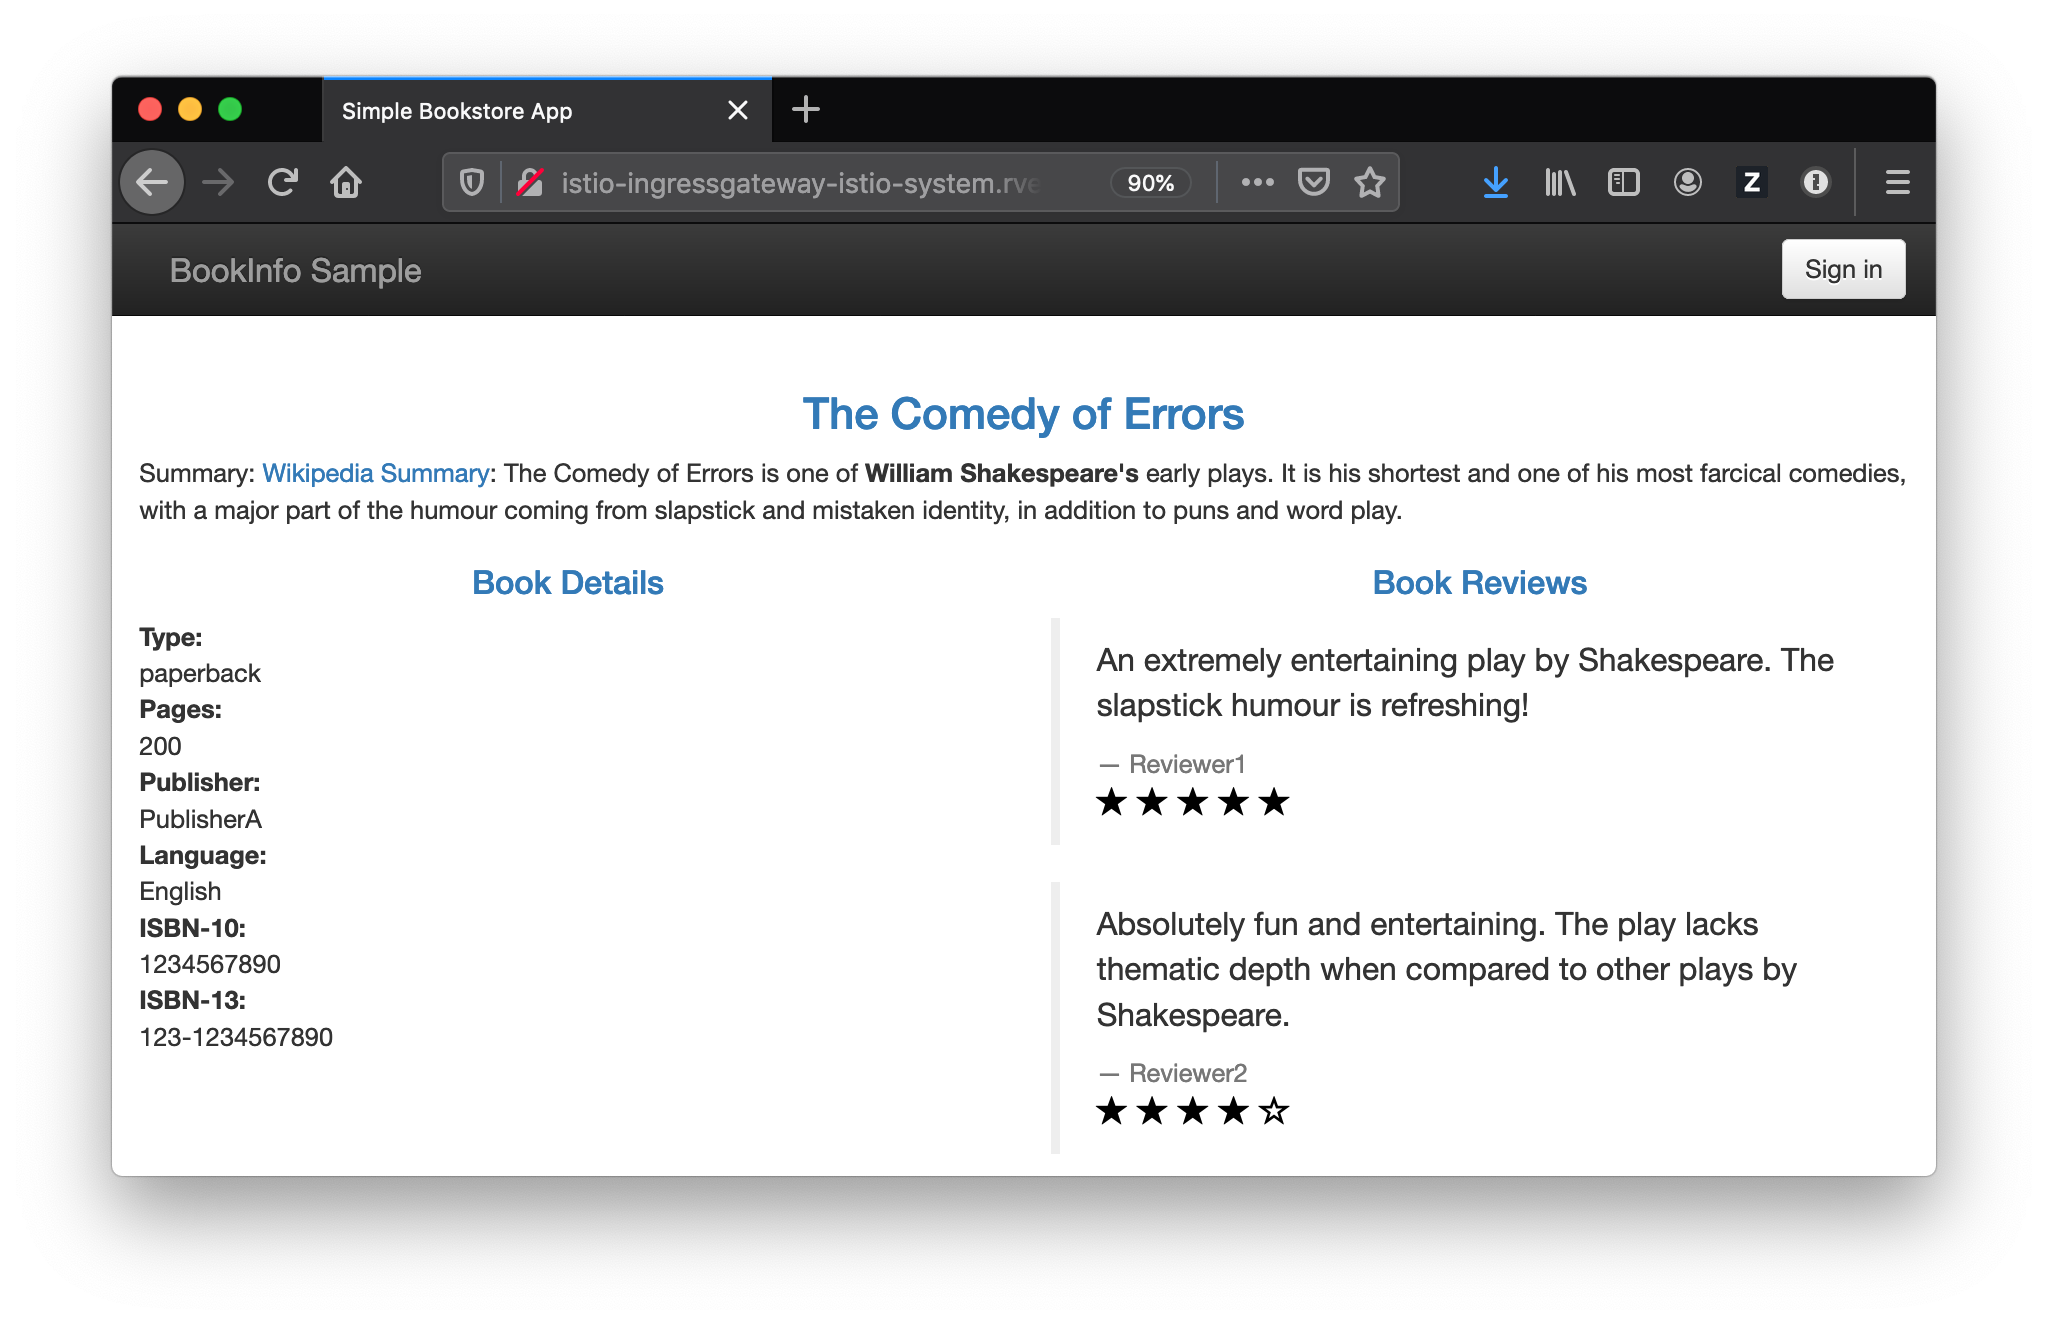 Simple Bookstore App
istio-ingressgateway-istio-system.rve
90%
Z
BookInfo Sample
Sign in
The Comedy of Errors
Summary: Wikipedia Summary: The Comedy of Errors is one of William Shakespeare's early plays. It is his shortest and one of his most farcical comedies,
with a major part of the humour coming from slapstick and mistaken identity, in addition to puns and word play.
Book Details
Type:
paperback
Pages:
200
Publisher:
PublisherA
Language:
English
ISBN-10:
1234567890
ISBN-13:
123-1234567890
Book Reviews
An extremely entertaining play by Shakespeare. The
slapstick humour is refreshing!
— Reviewer1
Absolutely fun and entertaining. The play lacks
thematic depth when compared to other plays by
Shakespeare.
— Reviewer2